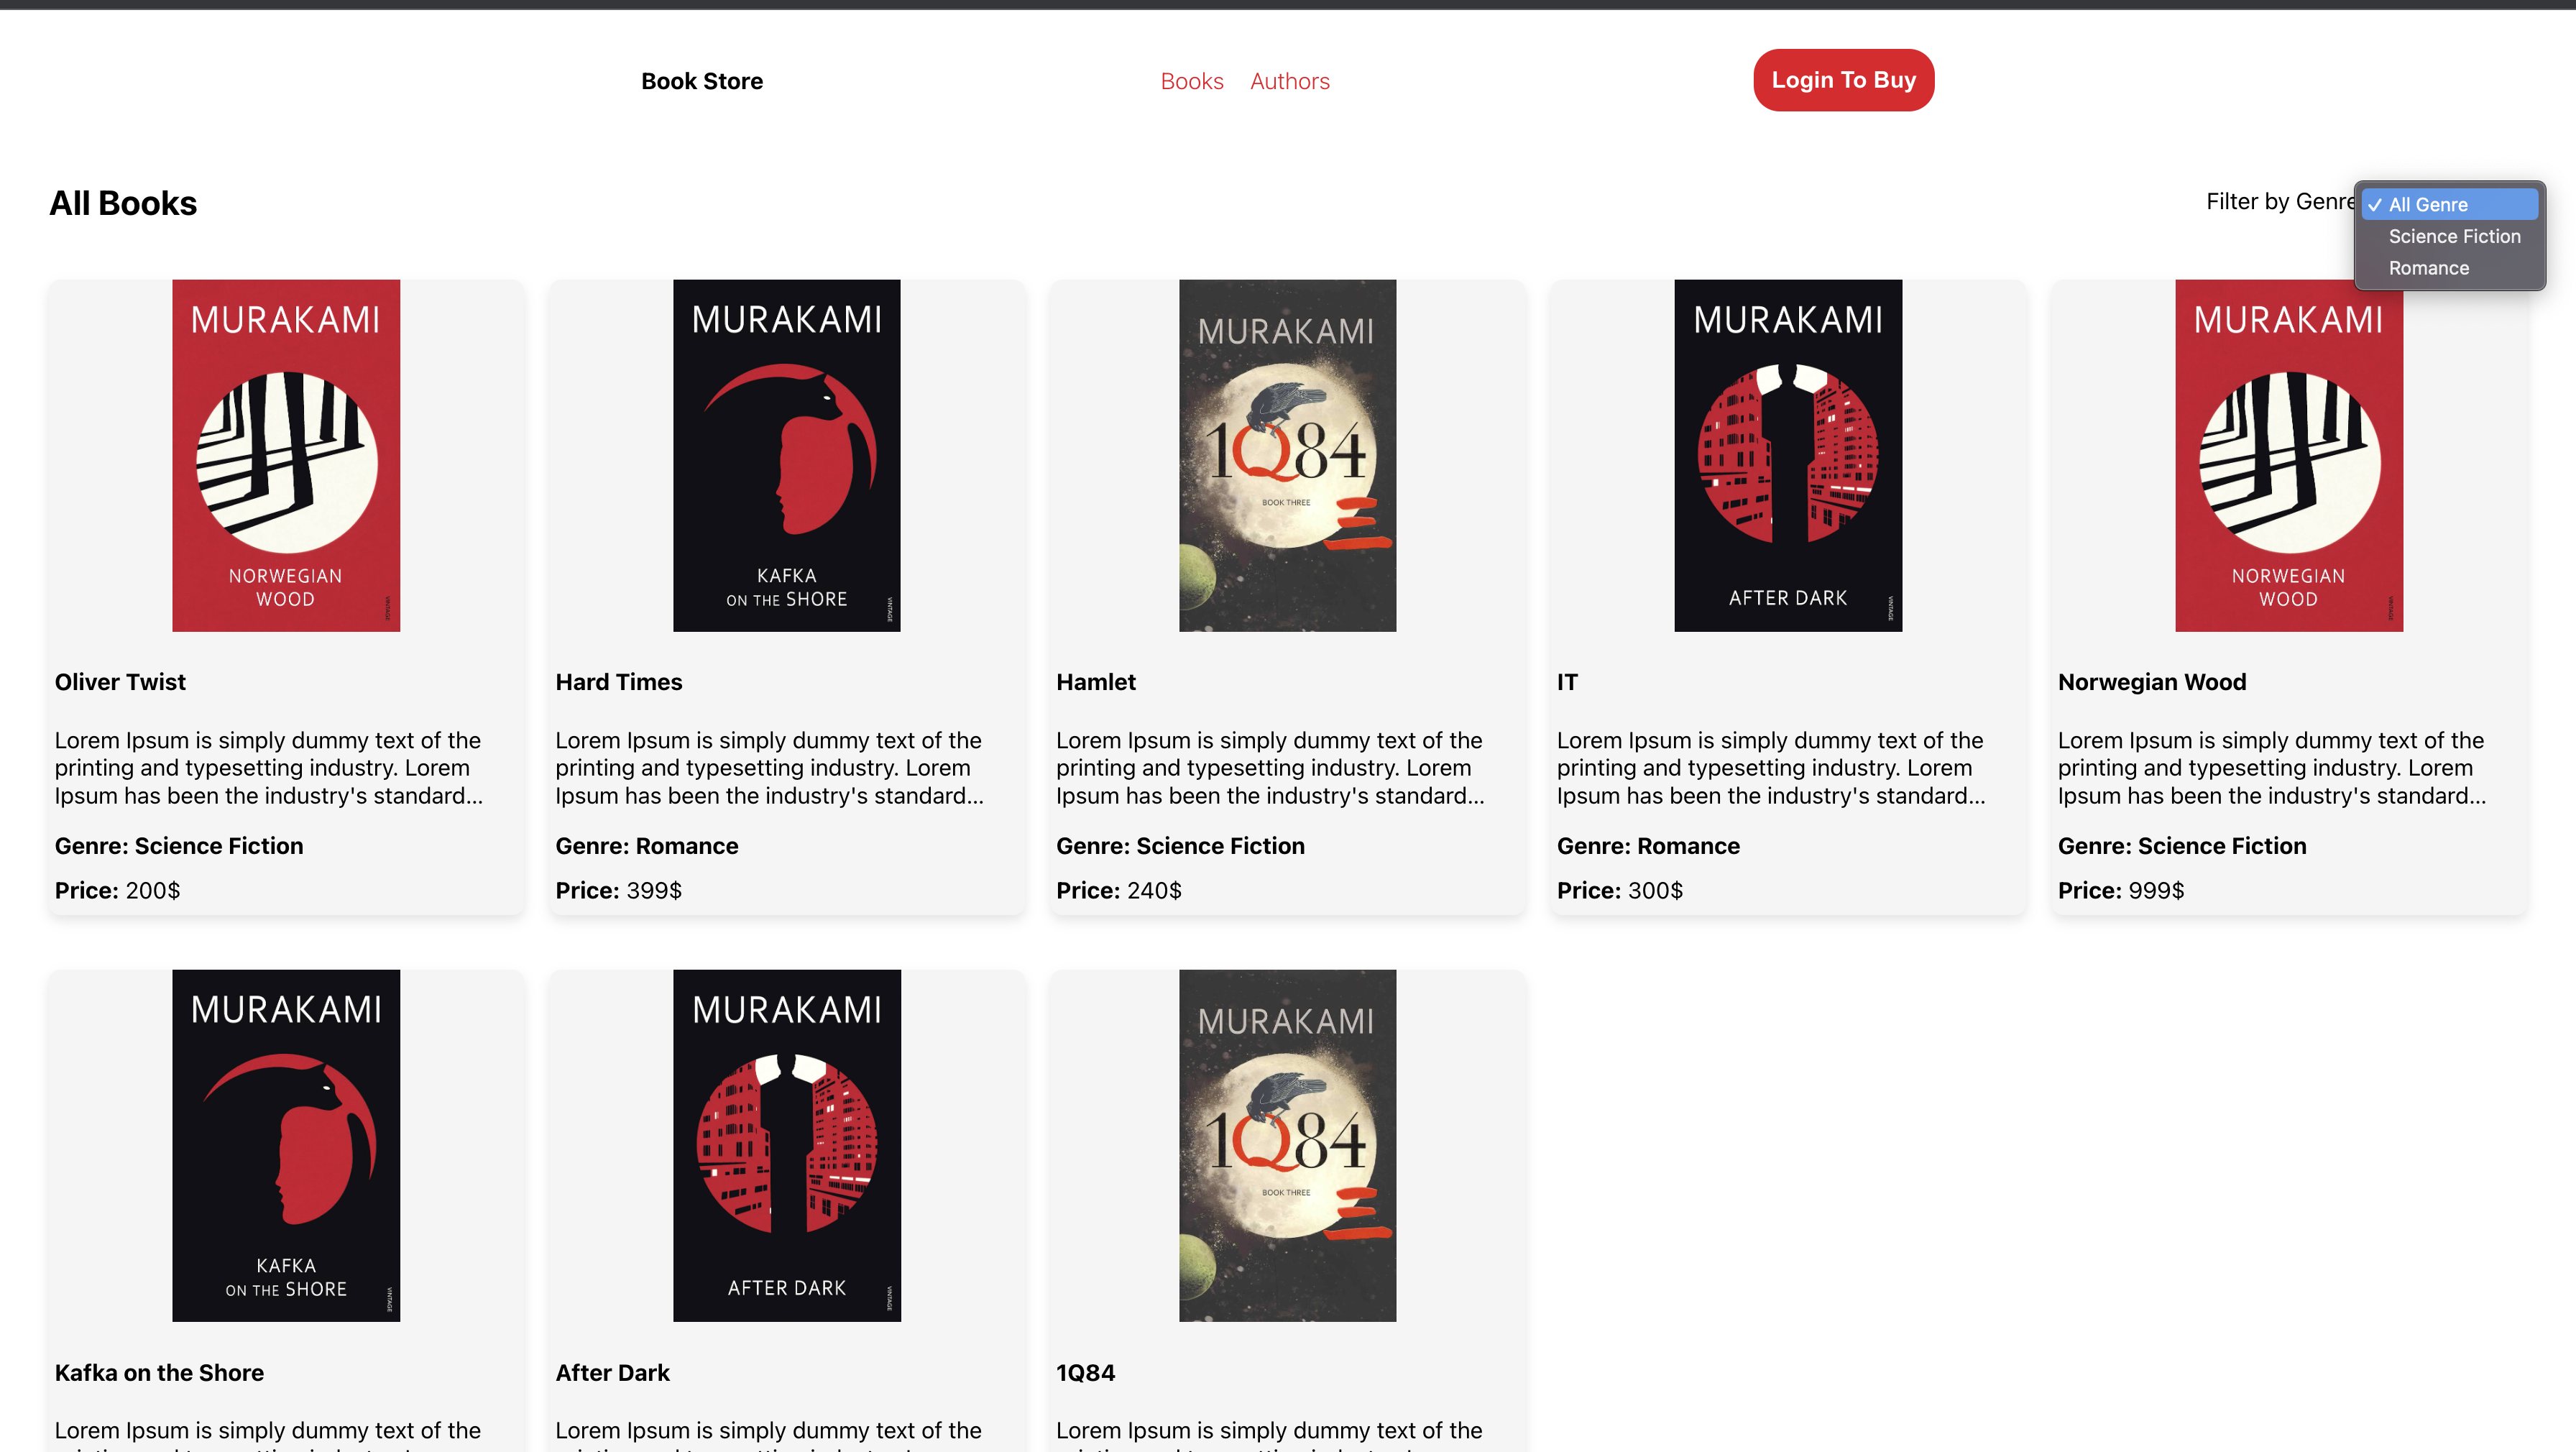 Book Store
Books
Authors
Login To Buy
All Books
Filter by Genre
✓ All Genre
Science Fiction
Romance
MURAKAMI
NORWEGIAN
WOOD
VINTAGE
Oliver Twist
Lorem Ipsum is simply dummy text of the
printing and typesetting industry. Lorem
Ipsum has been the industry's standard...
Genre: Science Fiction
Price: 200$
MURAKAMI
KAFKA
ON THE SHORE
VINTAGE
Hard Times
Lorem Ipsum is simply dummy text of the
printing and typesetting industry. Lorem
Ipsum has been the industry's standard...
Genre: Romance
Price: 399$
MURAKAMI
1Q84
BOOK THREE
Hamlet
Lorem Ipsum is simply dummy text of the
printing and typesetting industry. Lorem
Ipsum has been the industry's standard...
Genre: Science Fiction
Price: 240$
MURAKAMI
AFTER DARK
VINTAGE
IT
Lorem Ipsum is simply dummy text of the
printing and typesetting industry. Lorem
Ipsum has been the industry's standard...
Genre: Romance
Price: 300$
MURAKAMI
NORWEGIAN
WOOD
VINTAGE
Norwegian Wood
Lorem Ipsum is simply dummy text of the
printing and typesetting industry. Lorem
Ipsum has been the industry's standard...
Genre: Science Fiction
Price: 999$
MURAKAMI
KAFKA
ON THE SHORE
VINTAGE
Kafka on the Shore
Lorem Ipsum is simply dummy text of the
MURAKAMI
AFTER DARK
VINTAGE
After Dark
Lorem Ipsum is simply dummy text of the
MURAKAMI
1Q84
BOOK THREE
1Q84
Lorem Ipsum is simply dummy text of the